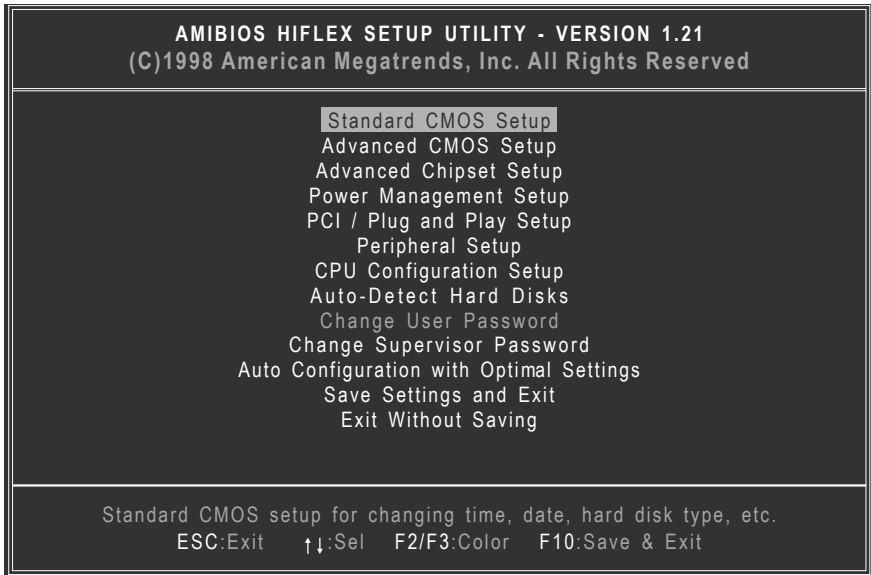 AMIBIOS HIFLEX SETUP UTILITY - VERSION 1.21
(C)1998 American Megatrends, Inc. All Rights Reserved
Standard CMOS Setup
Advanced CMOS Setup
Advanced Chipset Setup
Power Management Setup
PCI / Plug and Play Setup
Peripheral Setup
CPU Configuration Setup
Auto-Detect Hard Disks
Change User Password
Change Supervisor Password
Auto Configuration with Optimal Settings
Save Settings and Exit
Exit Without Saving
Standard CMOS setup for changing time, date, hard disk type, etc.
ESC:Exit ↑↓:Sel F2/F3:Color F10:Save & Exit